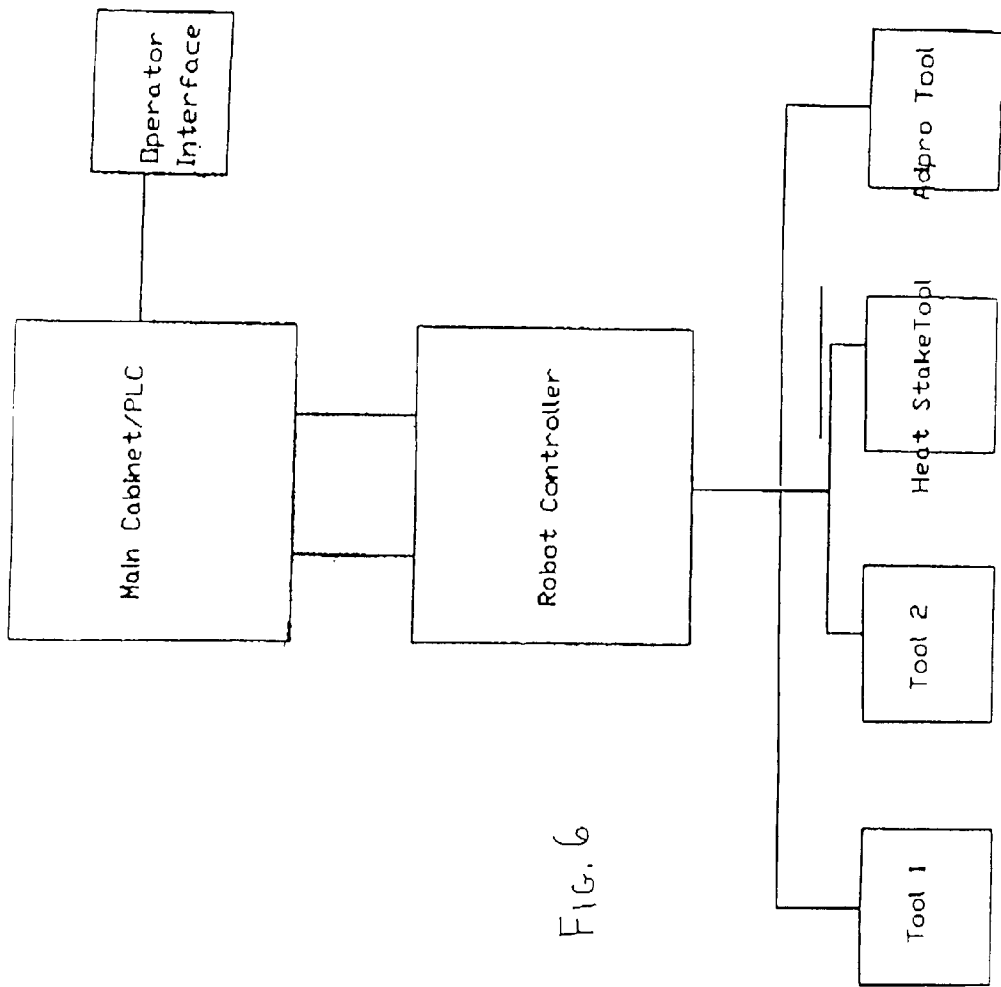 Operator
Interface
Main Cabinet/PLC
Robot Controller
Adpro Tool
Heat StakeTool
Tool 2
Tool 1
FIG. 6